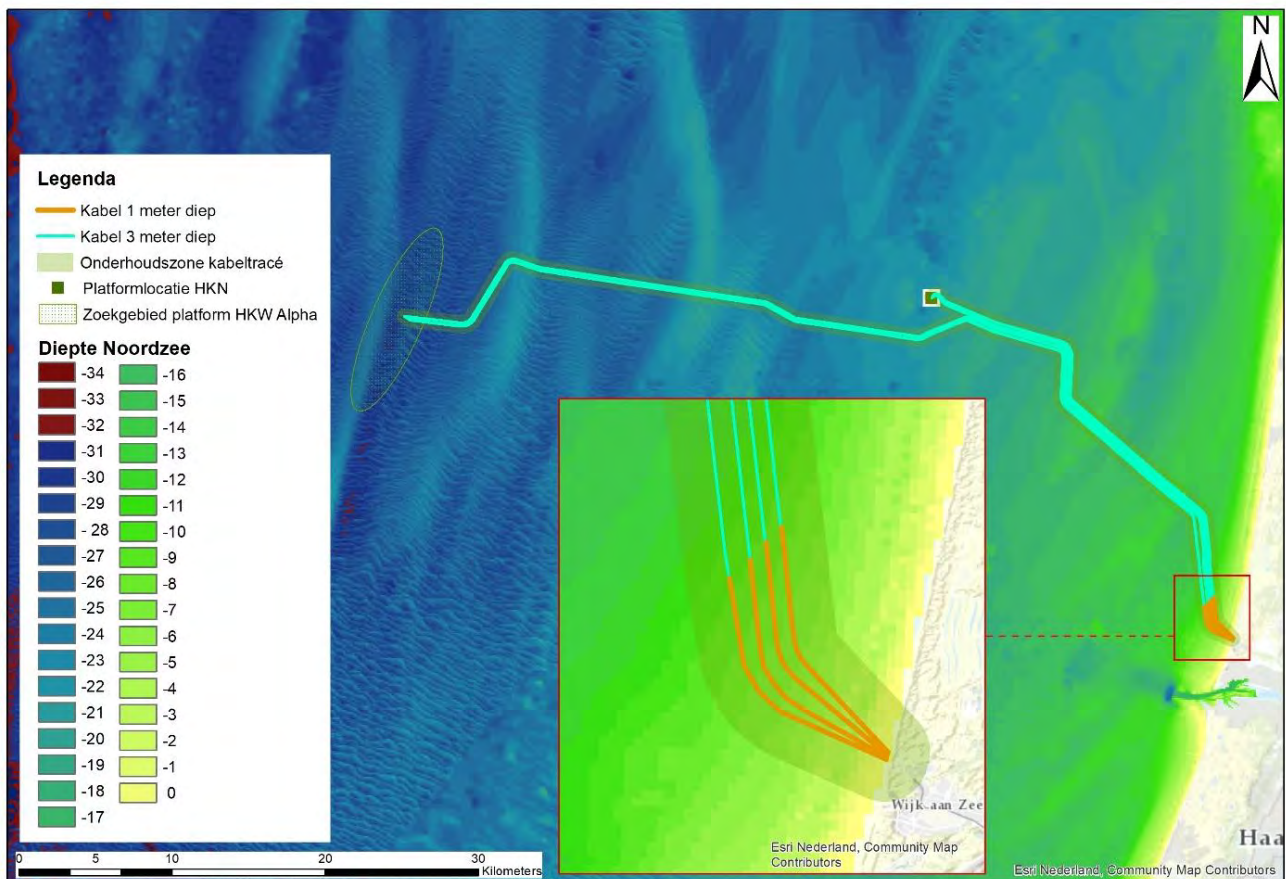 N
Legenda
Kabel 1 meter diep
Kabel 3 meter diep
Onderhoudszone kabeltracé
Platformlocatie HKN
Zoekgebied platform HKW Alpha
Diepte Noordzee
-34
-33
-32
-31
-30
-29
- 28
-27
-26
-25
-24
-23
-22
-21
-20
-19
-18
-17
-16
-15
-14
-13
-12
-11
-10
-9
-8
-7
-6
-5
-4
-3
-2
-1
0
0 5 10 20 30
Kilometers
Wijk aan Zee
Esri Nederland, Community Map
Contributors
Haa
Esri Nederland, Community Map Contributors